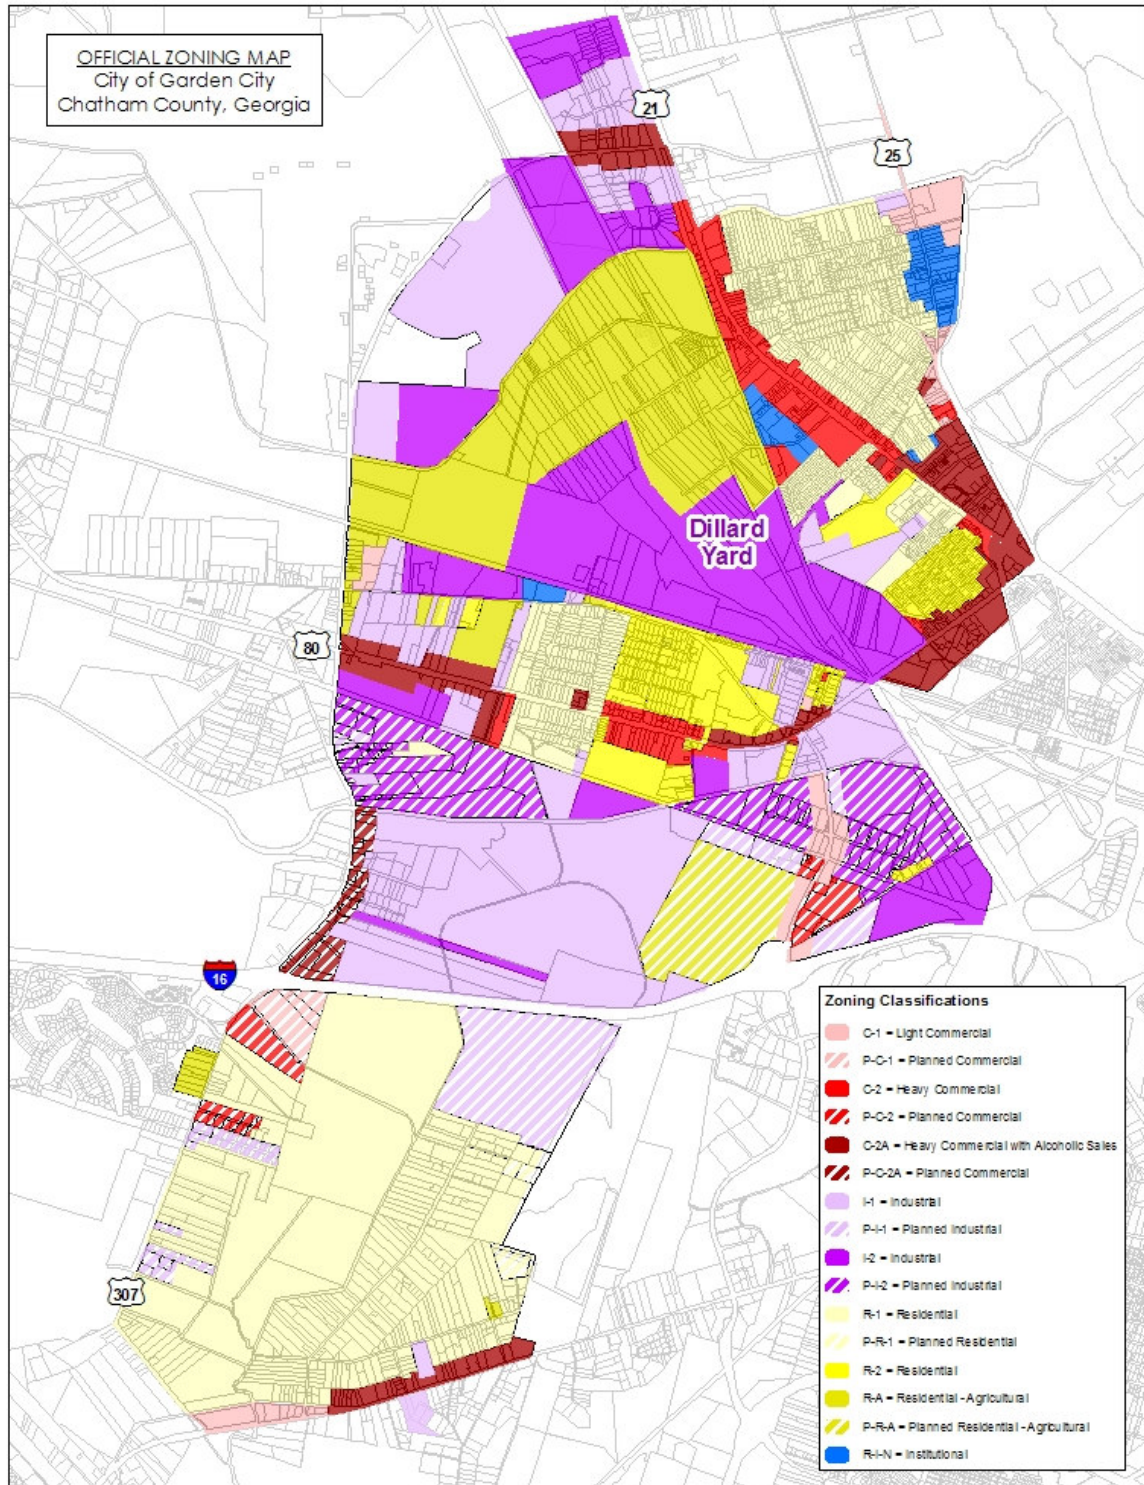 OFFICIAL ZONING MAP
City of Garden City
Chatham County, Georgia
21
25
Dillard
Yard
80
16
307
Zoning Classifications
C-1 = Light Commercial
P-C-1 = Planned Commercial
C-2 = Heavy Commercial
P-C-2 = Planned Commercial
C-2A = Heavy Commercial with Alcoholic Sales
P-C-2A = Planned Commercial
I-1 = Industrial
P-I-1 = Planned Industrial
I-2 = Industrial
P-I-2 = Planned Industrial
R-1 = Residential
P-R-1 = Planned Residential
R-2 = Residential
R-A = Residential - Agricultural
P-R-A = Planned Residential - Agricultural
R-I-N = Institutional